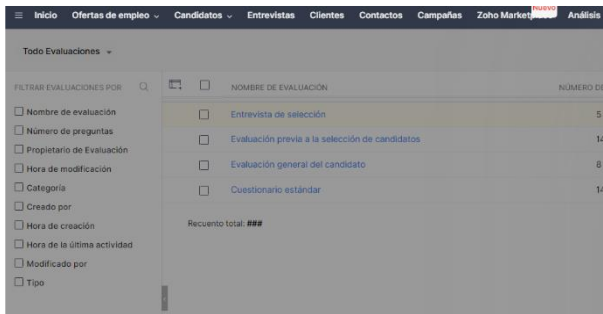 Inicio Ofertas de empleo Candidatos Entrevistas Clientes Contactos Campañas Zoho Marketplace Nuevo Análisis
Todo Evaluaciones
FILTRAR EVALUACIONES POR
NOMBRE DE EVALUACIÓN NÚMERO DE
Nombre de evaluación
Número de preguntas
Propietario de Evaluación
Hora de modificación
Categoría
Creado por
Hora de creación
Hora de la última actividad
Modificado por
Tipo
Entrevista de selección 5
Evaluación previa a la selección de candidatos 14
Evaluación general del candidato 8
Cuestionario estándar 14
Recuento total: ###